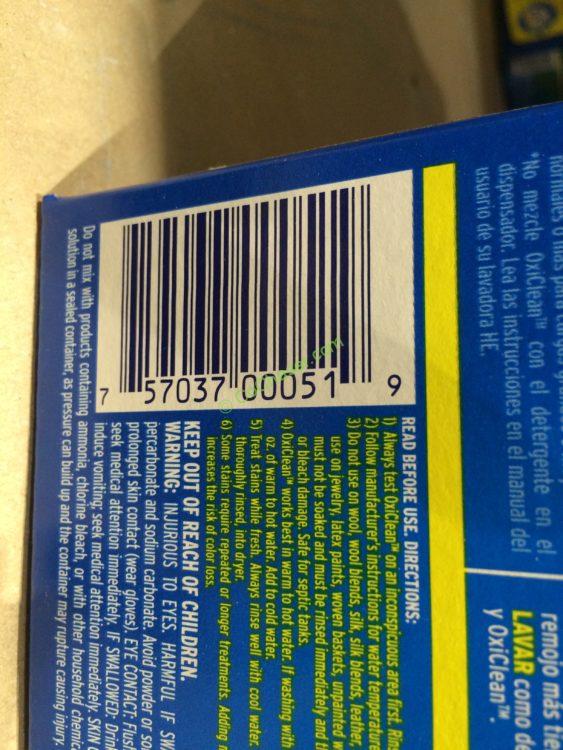 normales o más para
*No mezcle OxiClean™ con el detergente en el
dispensador. Lea las instrucciones en el manual del
usuario de su lavadora HE.
remojo más
LAVAR como d
y OxiClean™.
7 57037 00051 9
READ BEFORE USE. DIRECTIONS:
1) Always test OxiClean™ on an inconspicuous area first.
2) Follow manufacturer's instructions for water temperature
3) Do not use on wool, wool blends, silk, silk blends, leather,
use on jewelry, latex paints, woven baskets, unpainted
must not be soaked and must be rinsed immediately and
or bleach damage. Safe for septic tanks.
4) OxiClean™ works best in warm to hot water. If washing with
oz. of warm to hot water. Add to cold water.
5) Treat stains while fresh. Always rinse well with cool water.
thoroughly rinsed, into dryer.
6) Some stains require repeated or longer treatments. Adding
increases the risk of color loss.
KEEP OUT OF REACH OF CHILDREN.
WARNING: INJURIOUS TO EYES. HARMFUL IF SW
percarbonate and sodium carbonate. Avoid powder or
prolonged skin contact (wear gloves). EYE CONTACT:
seek medical attention immediately. IF SWALLOWED:
induce vomiting; seek medical attention immediately. SKIN
Do not mix with products containing ammonia, chlorine bleach, or with other household
solution in a sealed container, as pressure can build up and the container may rupture causing injury.